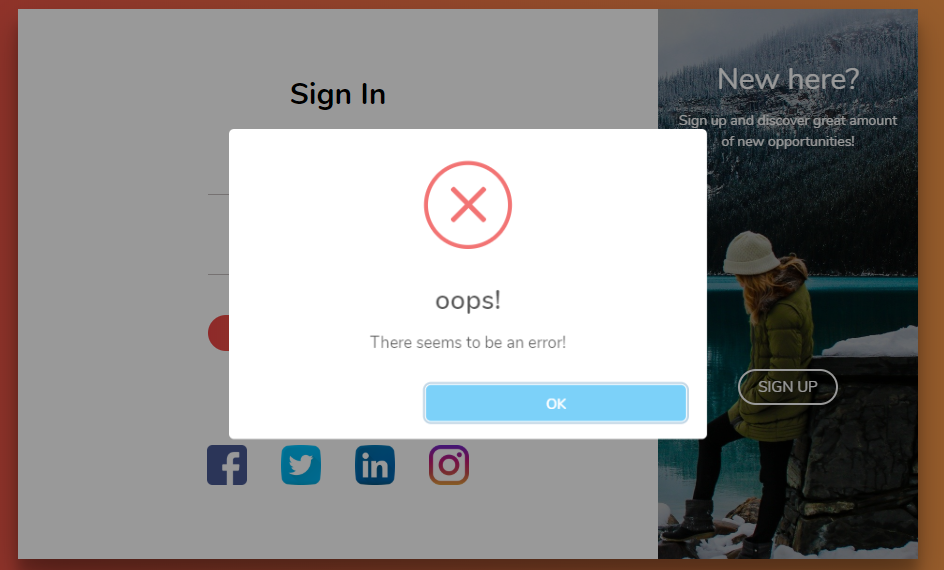 Sign In
New here?
Sign up and discover great amount
of new opportunities!
oops!
There seems to be an error!
OK
SIGN UP
in